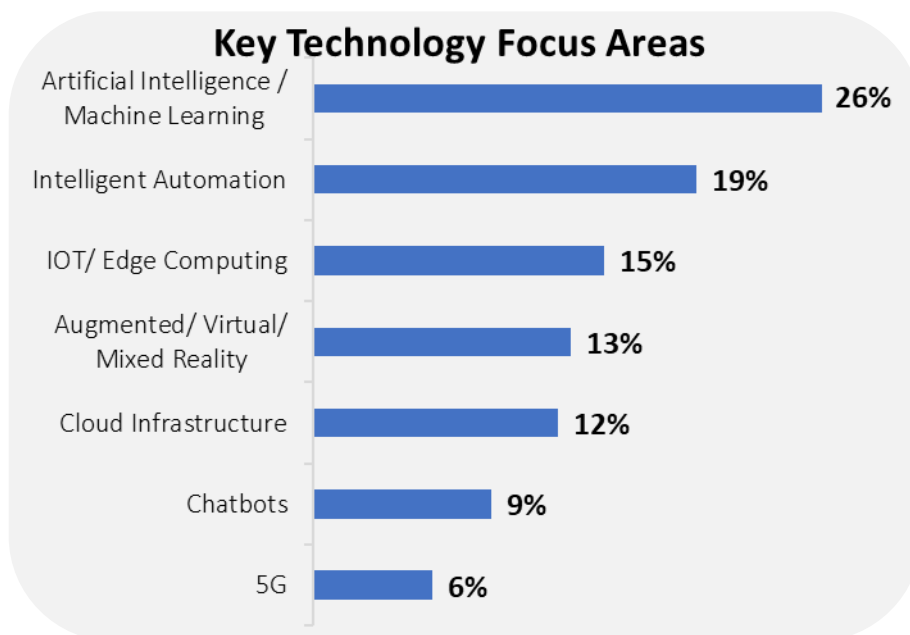 Key Technology Focus Areas
Artificial Intelligence /
Machine Learning
26%
Intelligent Automation
19%
IOT/ Edge Computing
15%
Augmented/ Virtual/
Mixed Reality
13%
Cloud Infrastructure
12%
Chatbots
9%
5G
6%